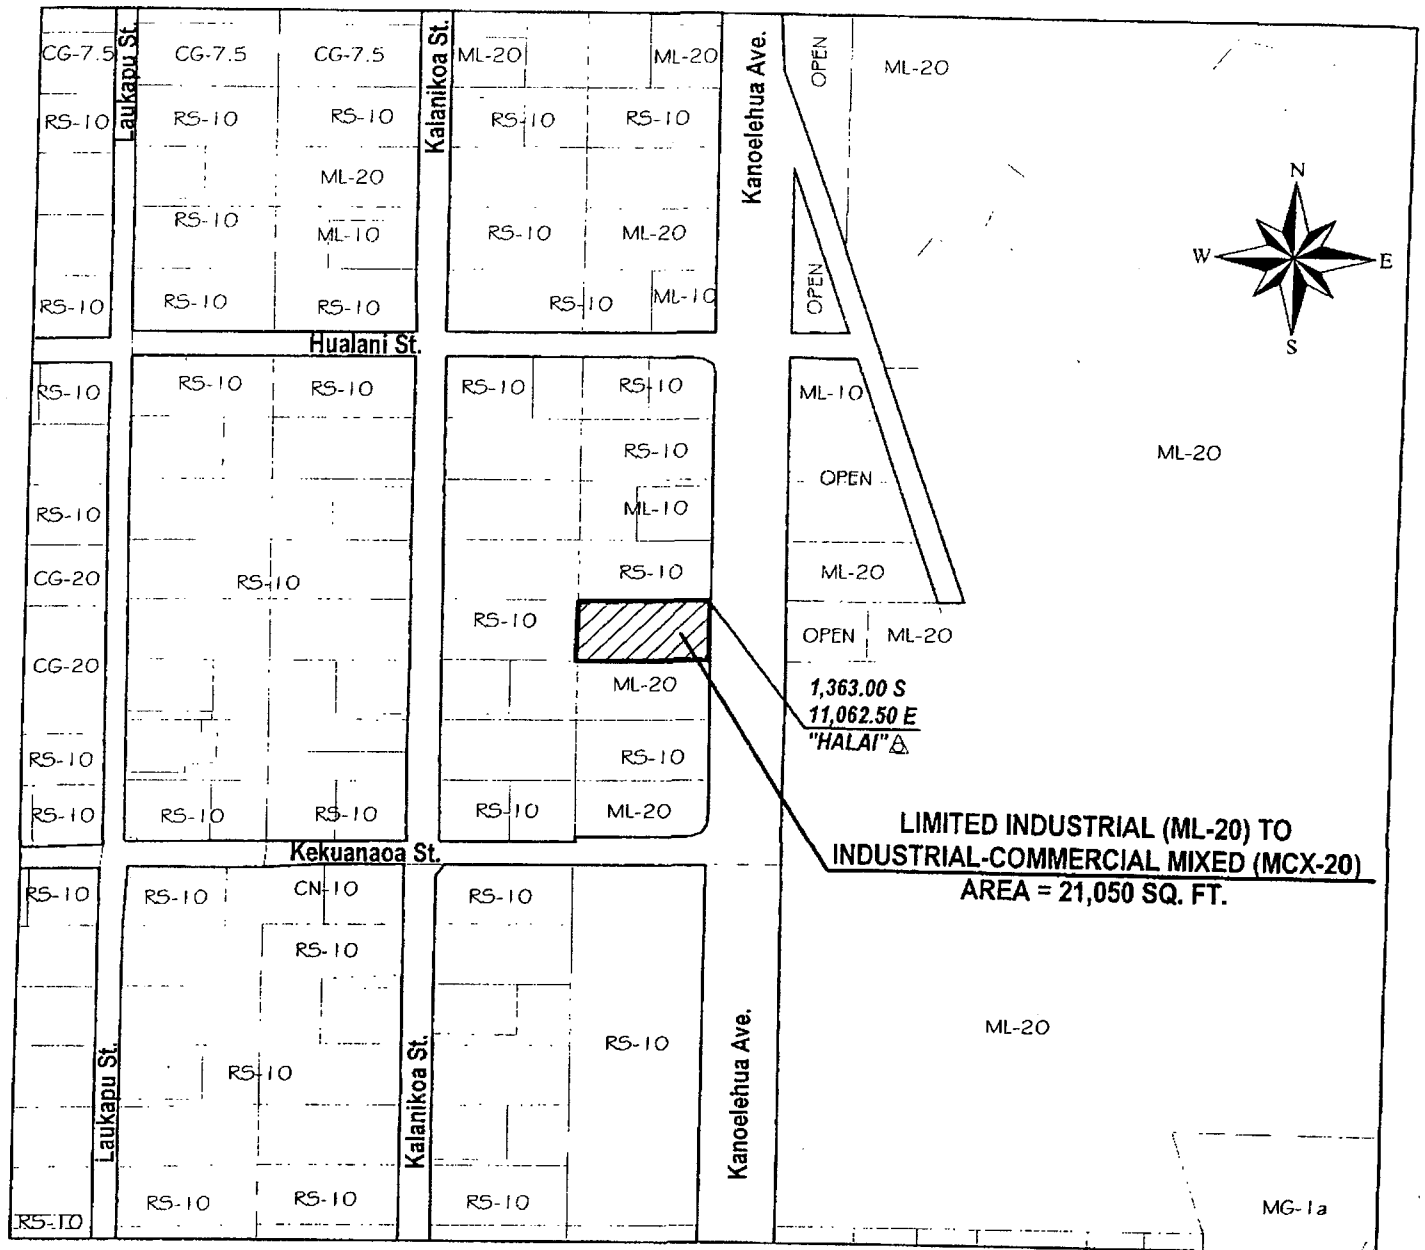 CG-7.5 CG-7.5 CG-7.5 ML-20 ML-20 OPEN ML-20
Laukapu St.
Kalanikoa St.
Kanoelehua Ave.
RS-10 RS-10 RS-10 RS-10 RS-10
ML-20
RS-10 ML-10 RS-10 ML-20
N
W E
S
RS-10 RS-10 RS-10 RS-10 ML-10 OPEN
Hualani St.
RS-10 RS-10 RS-10 RS-10 RS-10 ML-10
RS-10 ML-20
OPEN
RS-10 ML-10
CG-20 RS-10 RS-10 ML-20
RS-10 OPEN ML-20
CG-20 ML-20
1,363.00 S
11,062.50 E
"HALAI"
RS-10 RS-10
RS-10 RS-10 RS-10 RS-10 ML-20
LIMITED INDUSTRIAL (ML-20) TO
INDUSTRIAL-COMMERCIAL MIXED (MCX-20)
AREA = 21,050 SQ. FT.
Kekuanaoa St.
RS-10 RS-10 CN-10 RS-10
RS-10
ML-20
RS-10
RS-10
Laukapu St.
Kalanikoa St.
Kanoelehua Ave.
RS-10 RS-10 RS-10 RS-10 MG-1a